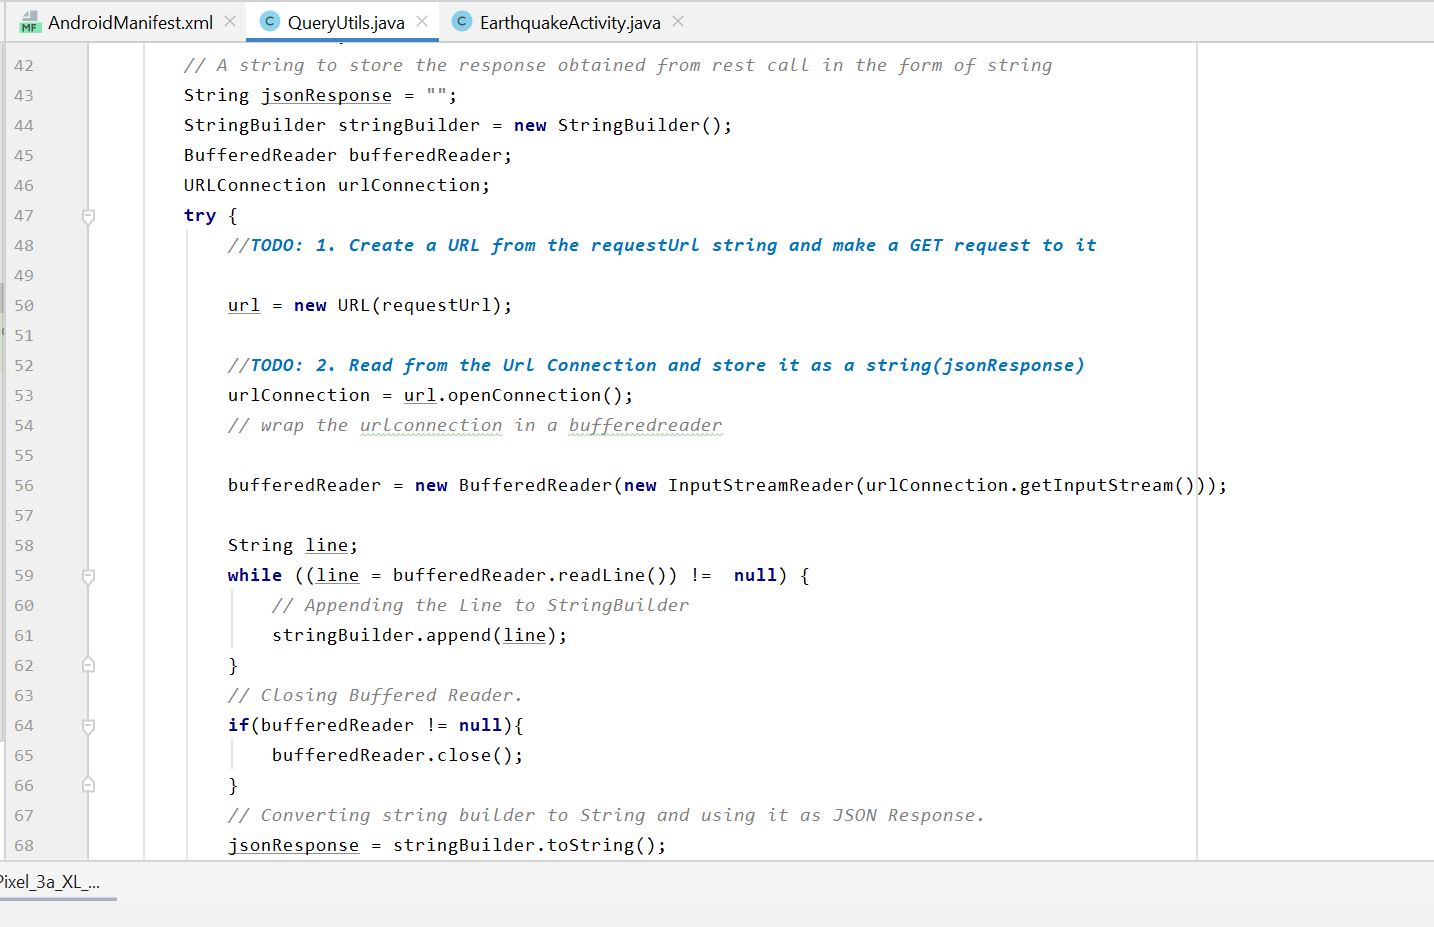 MF AndroidManifest.xml × C QueryUtils.java × C EarthquakeActivity.java ×
42 // A string to store the response obtained from rest call in the form of string
43 String jsonResponse = "";
44 StringBuilder stringBuilder = new StringBuilder();
45 BufferedReader bufferedReader;
46 URLConnection urlConnection;
47 try {
48 //TODO: 1. Create a URL from the requestUrl string and make a GET request to it
49
50 url = new URL(requestUrl);
51
52 //TODO: 2. Read from the Url Connection and store it as a string(jsonResponse)
53 urlConnection = url.openConnection();
54 // wrap the urlconnection in a bufferedreader
55
56 bufferedReader = new BufferedReader(new InputStreamReader(urlConnection.getInputStream()));
57
58 String line;
59 while ((line = bufferedReader.readLine()) !=  null) {
60 // Appending the Line to StringBuilder
61 stringBuilder.append(line);
62 }
63 // Closing Buffered Reader.
64 if(bufferedReader != null){
65 bufferedReader.close();
66 }
67 // Converting string builder to String and using it as JSON Response.
68 jsonResponse = stringBuilder.toString();
Pixel_3a_XL_...